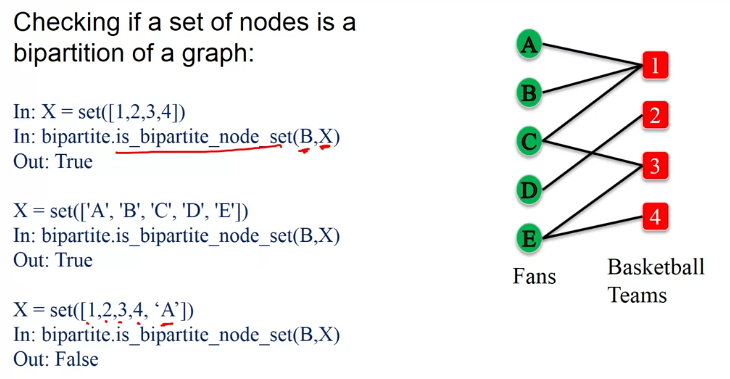 Checking if a set of nodes is a
bipartition of a graph:
In: X = set([1,2,3,4])
In: bipartite.is_bipartite_node_set(B,X)
Out: True
X = set(['A', 'B', 'C', 'D', 'E'])
In: bipartite.is_bipartite_node_set(B,X)
Out: True
X = set([1,2,3,4, ‘A’])
In: bipartite.is_bipartite_node_set(B,X)
Out: False
A
B
C
D
E
Fans
1
2
3
4
Basketball
Teams